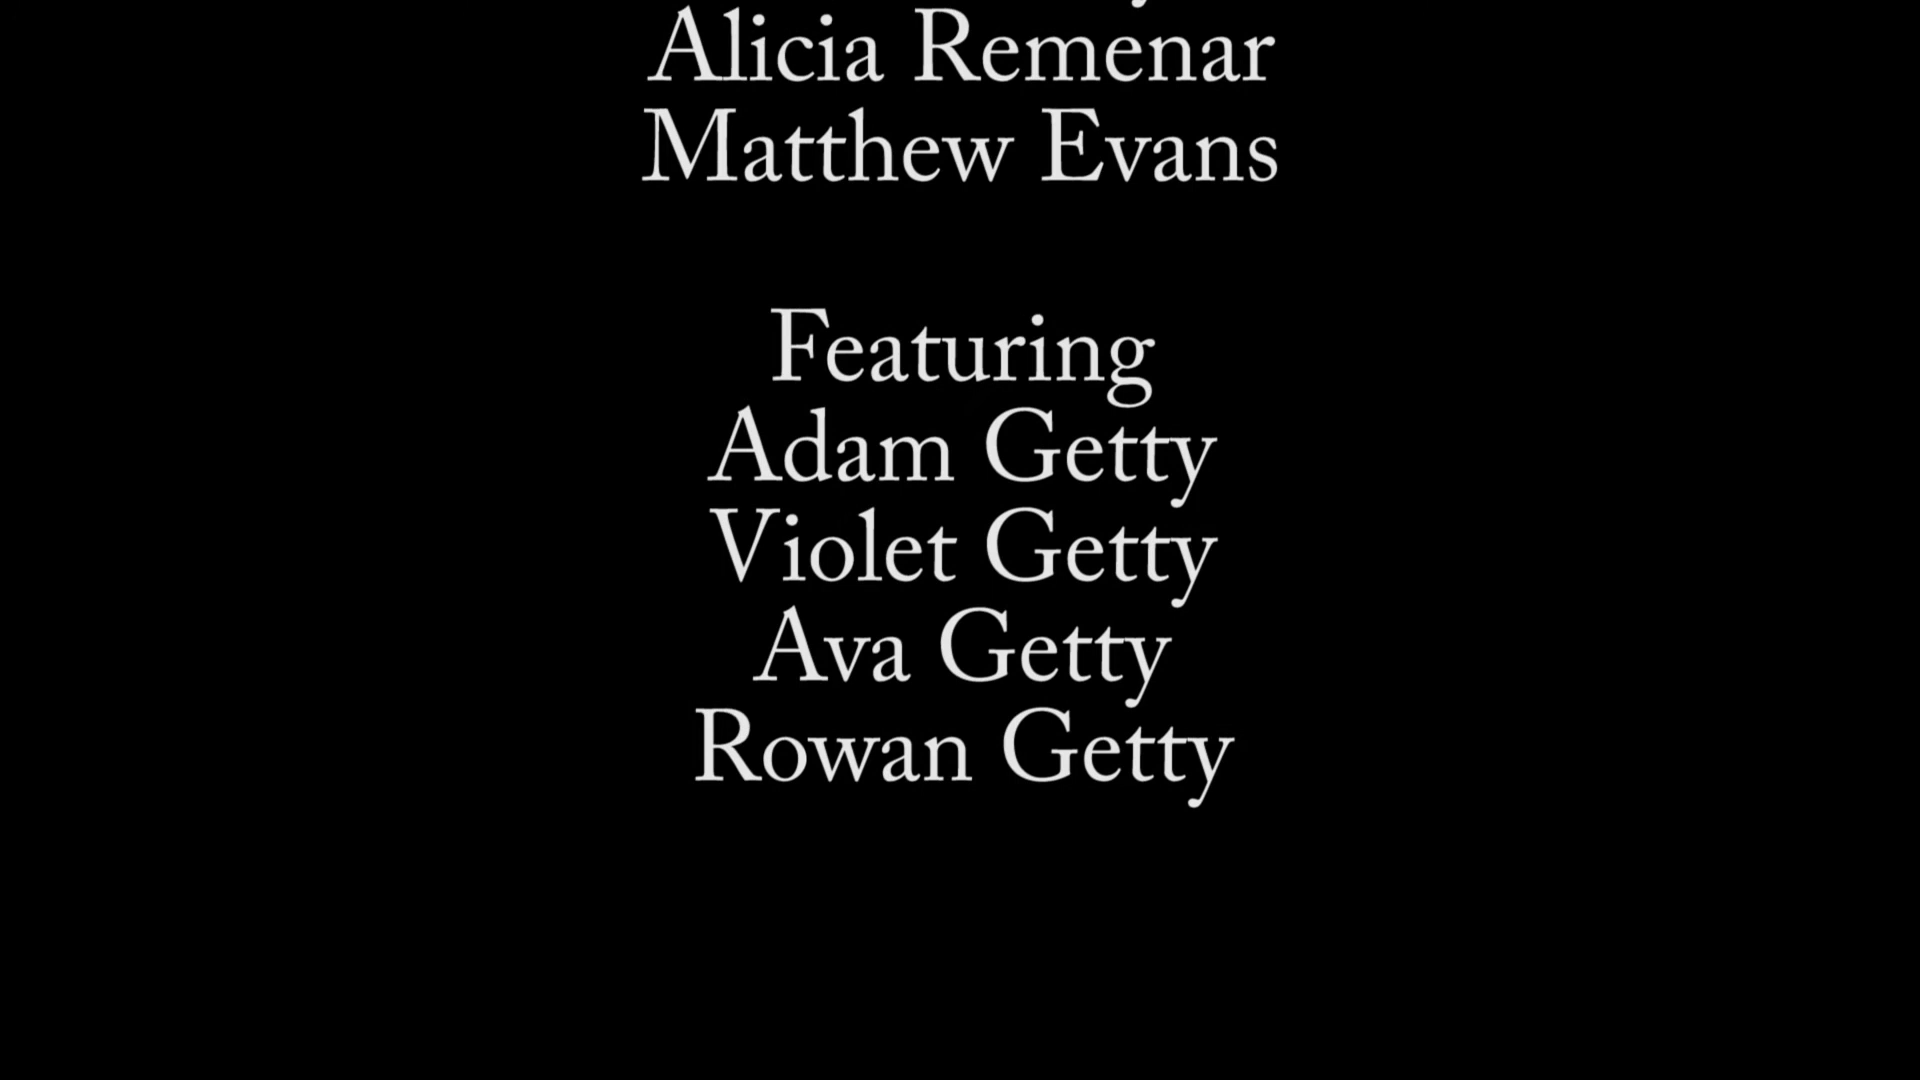 Alicia Remenar
Matthew Evans
Featuring
Adam Getty
Violet Getty
Ava Getty
Rowan Getty